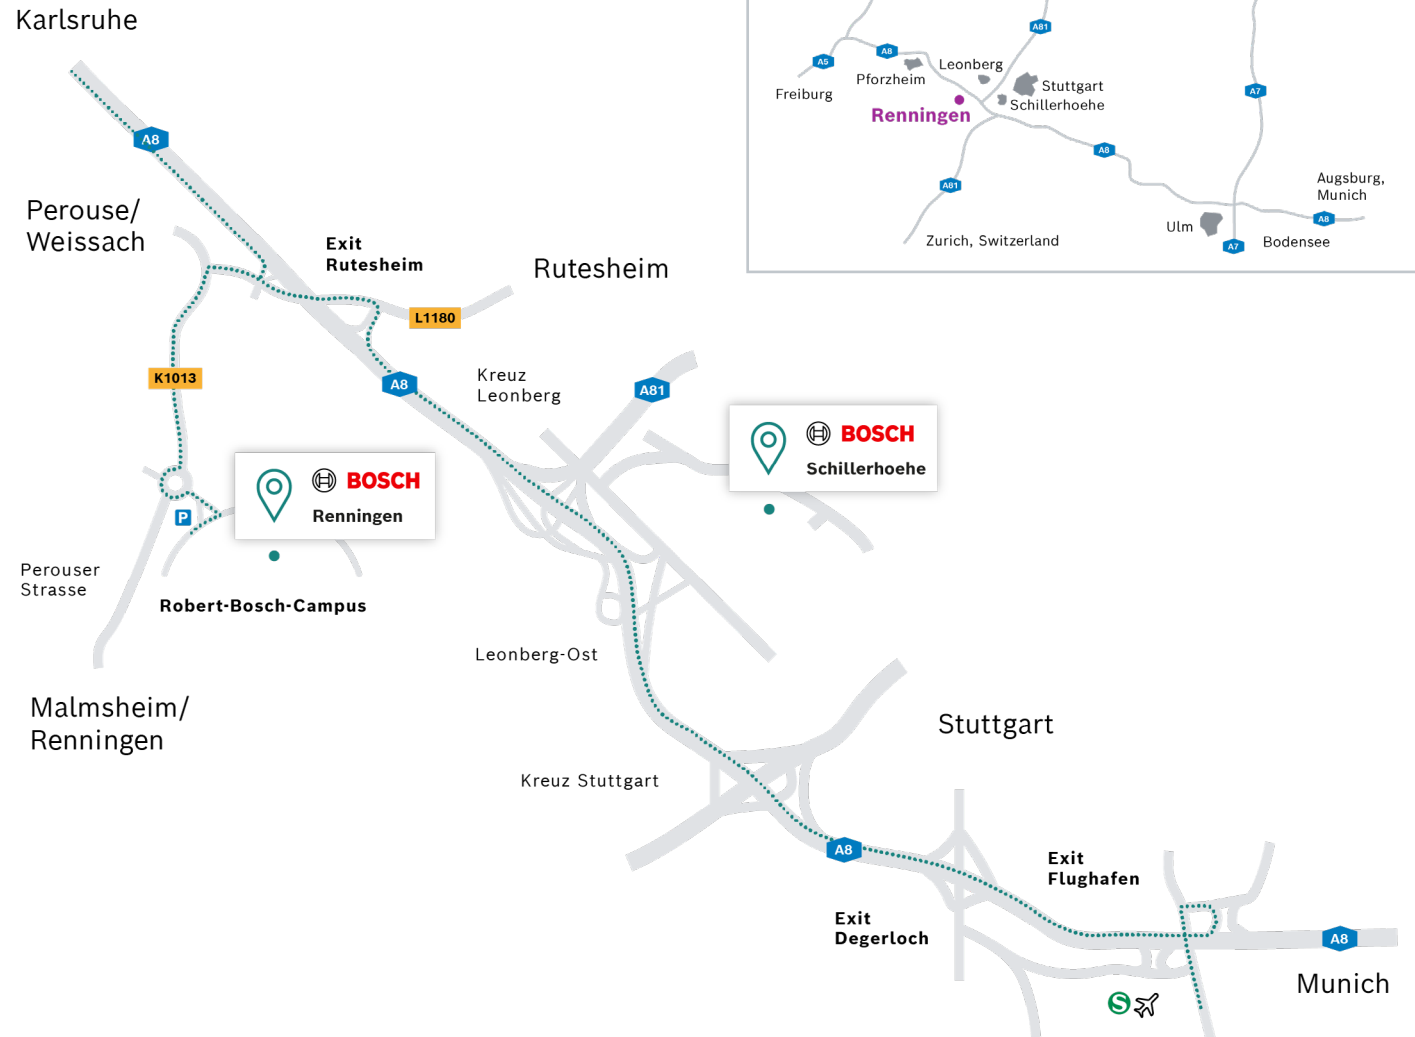 Karlsruhe
A8
Perouse/
Weissach
Exit
Rutesheim
Rutesheim
L1180
K1013
A8
Kreuz
Leonberg
A81
BOSCH
Schillerhoehe
BOSCH
Renningen
P
Perouser
Strasse
Robert-Bosch-Campus
Leonberg-Ost
Malmsheim/
Renningen
Stuttgart
Kreuz Stuttgart
A8
Exit
Flughafen
Exit
Degerloch
A8
Munich
S
A81
A8
A5
Leonberg
Pforzheim
Freiburg
Stuttgart
Schillerhoehe
Renningen
A7
A8
A81
Augsburg,
Munich
A8
Ulm
Zurich, Switzerland
A7
Bodensee